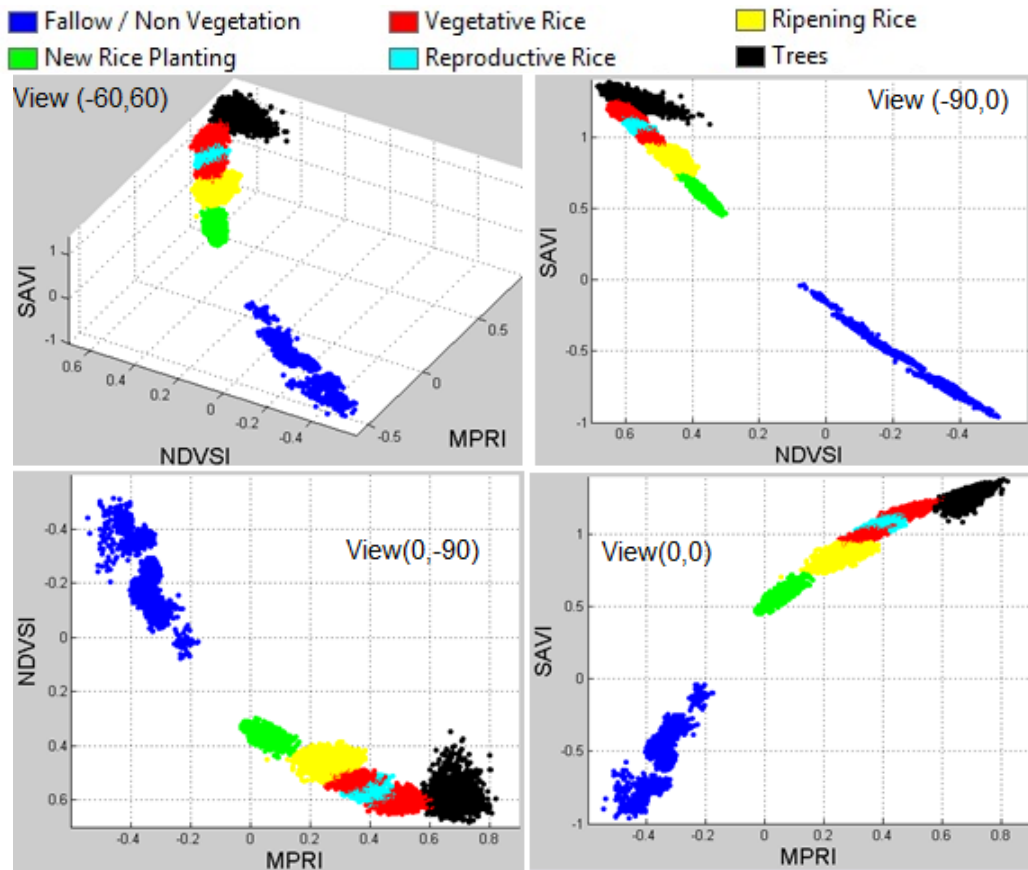 Fallow / Non Vegetation Vegetative Rice Ripening Rice
New Rice Planting Reproductive Rice Trees
View (-60,60)
1
0
-1
SAVI
0.6 0.4 0.2 0 -0.2 -0.4
NDVSI
-0.5 0 0.5
MPRI
View (-90,0)
1
0.5
0
-0.5
-1
SAVI
0.6 0.4 0.2 0 -0.2 -0.4
NDVSI
View(0,-90)
-0.4
-0.2
0
0.2
0.4
0.6
NDVSI
-0.4 -0.2 0 0.2 0.4 0.6 0.8
MPRI
View(0,0)
1
0.5
0
-0.5
-1
SAVI
-0.4 -0.2 0 0.2 0.4 0.6 0.8
MPRI